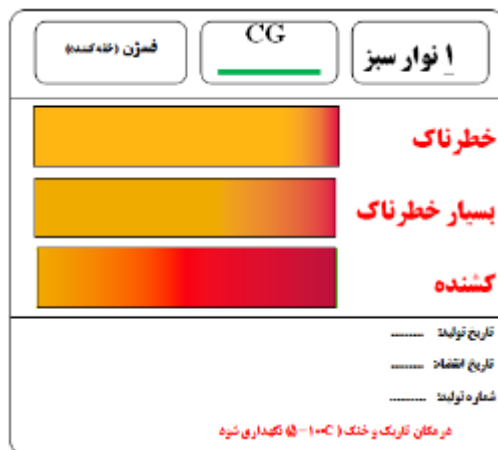 ۱ نوار سبز
CG
فسژن (خفه کننده)
خطرناک
بسیار خطرناک
کشنده
تاریخ تولید: ........
تاریخ انقضاء: ........
شماره تولید: ........
در مکان تاریک و خنک (۵-۱۰۰C) نگهداری شود